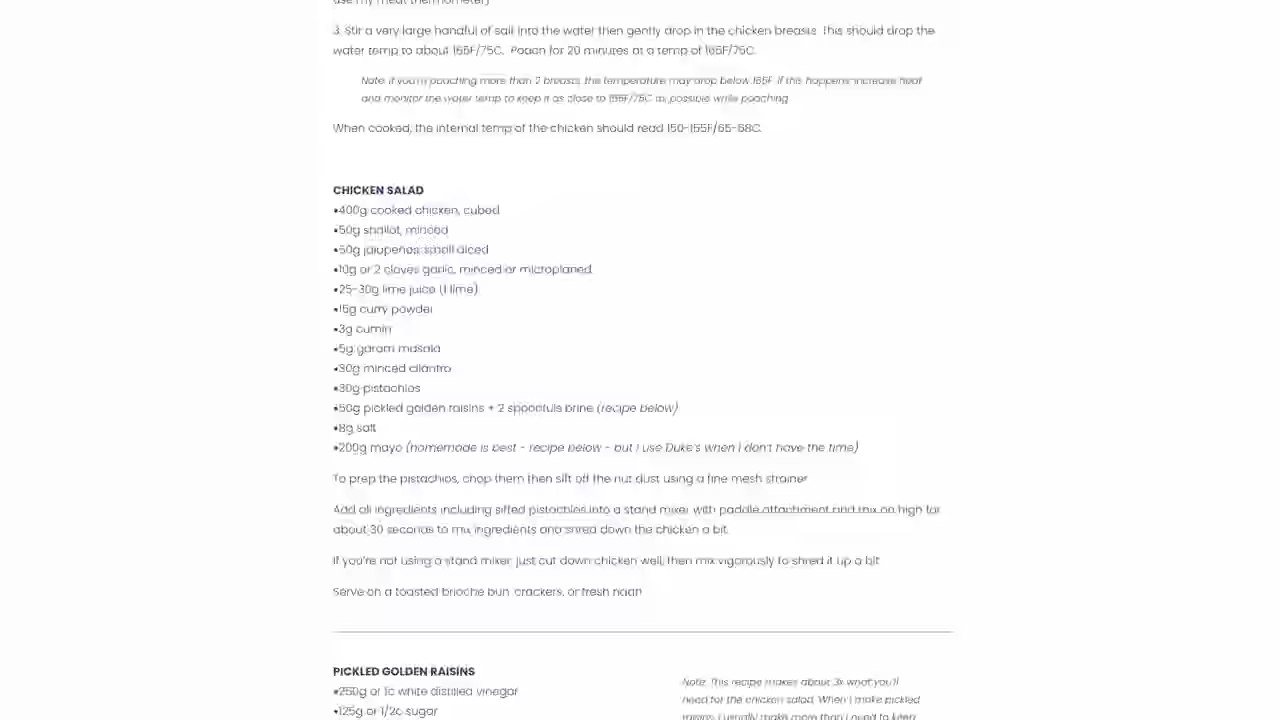 use my meat thermometer)
3. Stir a very large handful of salt into the water then gently drop in the chicken breasts. This should drop the
water temp to about 165F/75C. Poach for 20 minutes at a temp of 165F/75C.
Note: if you're poaching more than 2 breasts, the temperature may drop below 165F. If this happens increase heat
and monitor the water temp to keep it as close to 165F/75C as possible while poaching
When cooked, the internal temp of the chicken should read 150-155F/65-68C.
CHICKEN SALAD
•400g cooked chicken, cubed
•50g shallot, minced
•50g jalapeños small diced
•10g or 2 cloves garlic, minced or microplaned
•25-30g lime juice (1 lime)
•15g curry powder
•3g cumin
•5g garam masala
•30g minced cilantro
•30g pistachios
•50g pickled golden raisins + 2 spoonfuls brine (recipe below)
•8g salt
•200g mayo (homemade is best - recipe below - but I use Duke's when I don't have the time)
To prep the pistachios, chop them then sift off the nut dust using a fine mesh strainer
Add all ingredients including sifted pistachios into a stand mixer with paddle attachment and mix on high for
about 30 seconds to mix ingredients and shred down the chicken a bit.
If you're not using a stand mixer, just cut down chicken well, then mix vigorously to shred it up a bit
Serve on a toasted brioche bun, crackers, or fresh naan
PICKLED GOLDEN RAISINS
•250g or 1c white distilled vinegar
•125g or 1/2c sugar
Note: This recipe makes about 3x what you'll
need for the chicken salad. When I make pickled
raisins, I usually make more than I need to keep